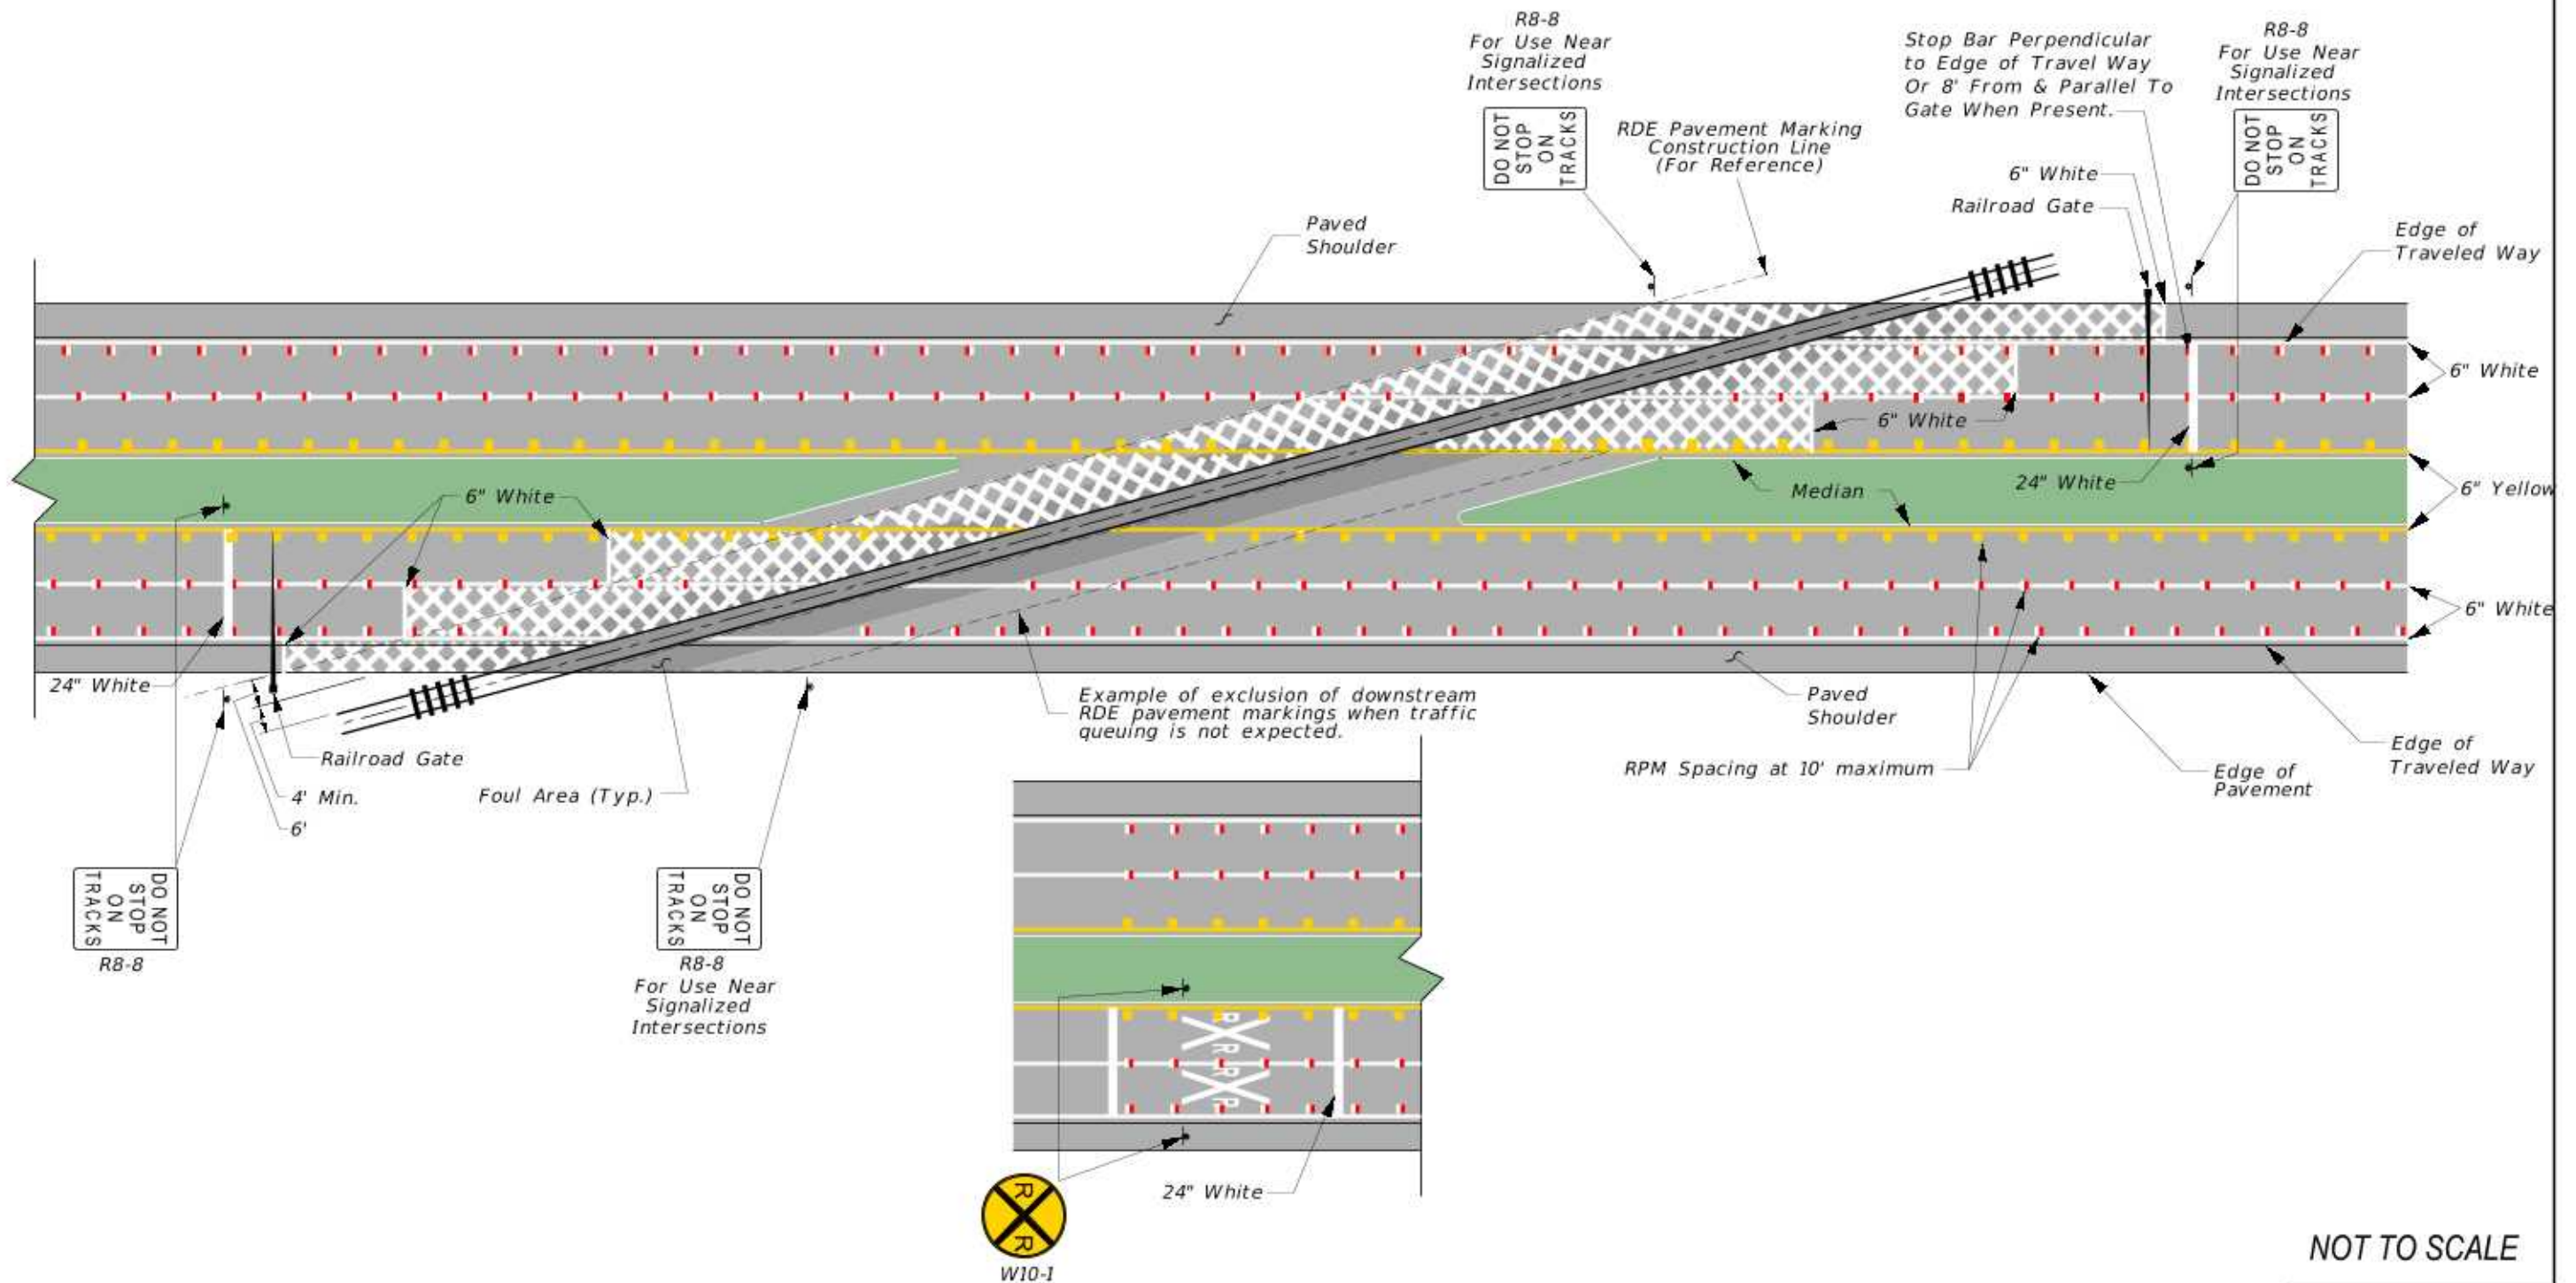 R8-8
For Use Near
Signalized
Intersections
DO NOT
STOP
ON
TRACKS
RDE Pavement Marking
Construction Line
(For Reference)
Stop Bar Perpendicular
to Edge of Travel Way
Or 8' From & Parallel To
Gate When Present.
R8-8
For Use Near
Signalized
Intersections
DO NOT
STOP
ON
TRACKS
6" White
Railroad Gate
Paved
Shoulder
Edge of
Traveled Way
6" White
6" White
6" White
Median
24" White
6" Yellow
6" White
24" White
Example of exclusion of downstream
RDE pavement markings when traffic
queuing is not expected.
Paved
Shoulder
Railroad Gate
4' Min.
6'
Foul Area (Typ.)
RPM Spacing at 10' maximum
Edge of
Pavement
Edge of
Traveled Way
DO NOT
STOP
ON
TRACKS
R8-8
DO NOT
STOP
ON
TRACKS
R8-8
For Use Near
Signalized
Intersections
R R
R R
24" White
R R
W10-1
NOT TO SCALE